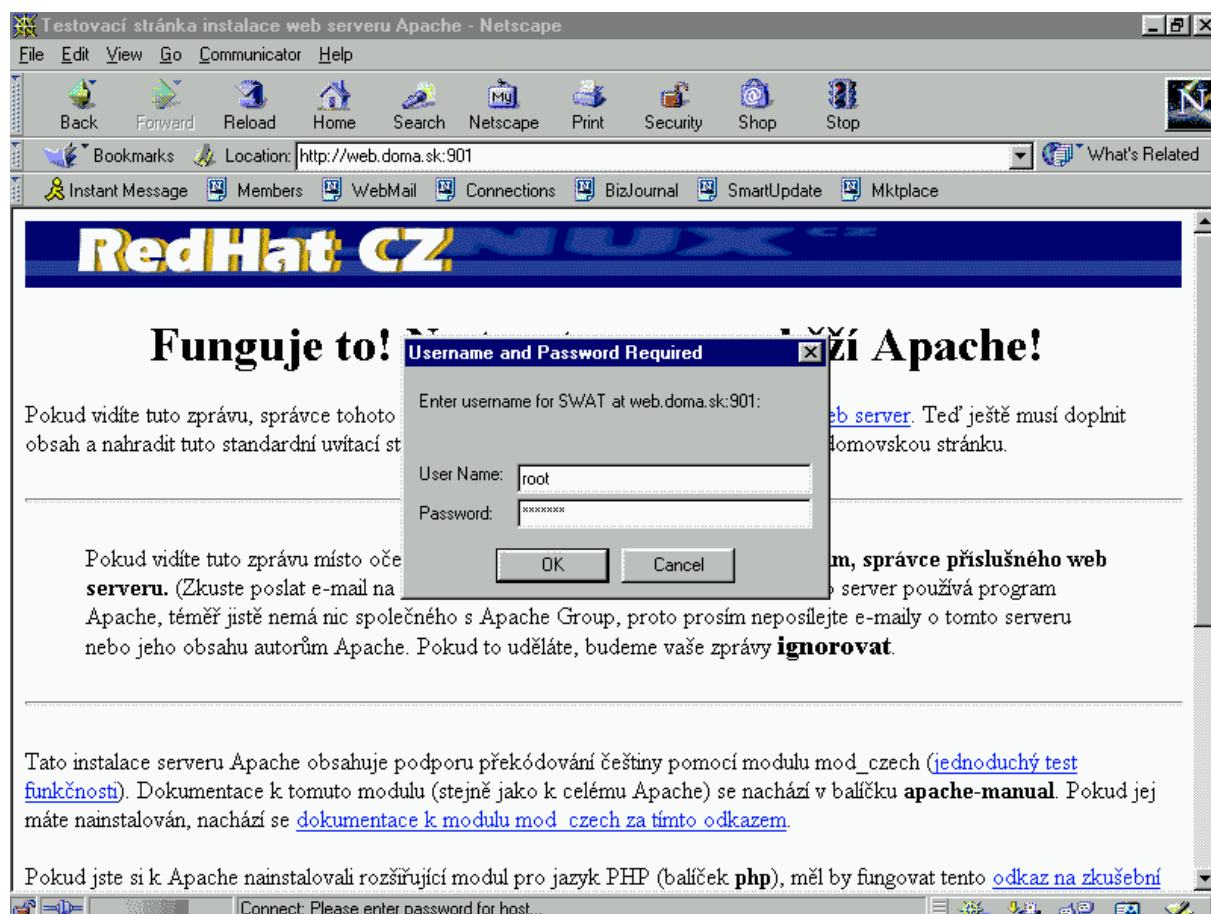 Testovací stránka instalace web serveru Apache - Netscape
File Edit View Go Communicator Help
Back Forward Reload Home Search Netscape Print Security Shop Stop
Bookmarks Location: http://web.doma.sk:901 What's Related
Instant Message Members WebMail Connections BizJournal SmartUpdate Mktplace
RedHat CZ
Funguje to! ží Apache!
Pokud vidíte tuto zprávu, správce tohoto eb server. Teď ještě musí doplnit
obsah a nahradit tuto standardní uvítací st domovskou stránku.
Username and Password Required
Enter username for SWAT at web.doma.sk:901:
User Name: root
Password: *******
OK Cancel
Pokud vidíte tuto zprávu místo oče m, správce příslušného web
serveru. (Zkuste poslat e-mail na server používá program
Apache, téměř jistě nemá nic společného s Apache Group, proto prosím neposílejte e-maily o tomto serveru
nebo jeho obsahu autorům Apache. Pokud to uděláte, budeme vaše zprávy ignorovat.
Tato instalace serveru Apache obsahuje podporu překódování češtiny pomocí modulu mod_czech (jednoduchý test
funkčnosti). Dokumentace k tomuto modulu (stejně jako k celému Apache) se nachází v balíčku apache-manual. Pokud jej
máte nainstalován, nachází se dokumentace k modulu mod_czech za tímto odkazem.
Pokud jste si k Apache nainstalovali rozšiřující modul pro jazyk PHP (balíček php), měl by fungovat tento odkaz na zkušební
Connect: Please enter password for host...